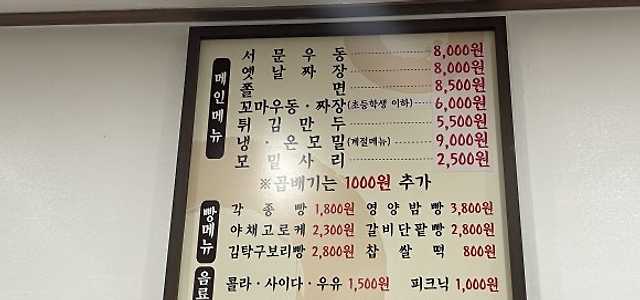 메인메뉴
서문우동 8,000원
옛날짜장 8,000원
쫄면 8,500원
꼬마우동·짜장(초등학생 이하) 6,000원
튀김만두 5,500원
냉·온모밀(계절메뉴) 9,000원
모밀사리 2,500원
※곱배기는 1000원 추가
빵메뉴
각종빵 1,800원 영양밤빵 3,800원
야채고로케 2,300원 갈비단팥빵 2,800원
김탁구보리빵 2,800원 찹쌀떡 800원
음료
콜라·사이다·우유 1,500원 피크닉 1,000원